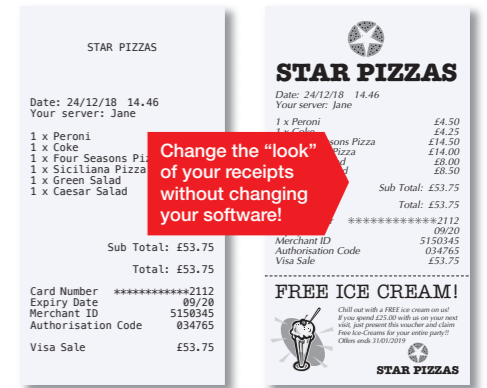 STAR PIZZAS
Date: 24/12/18 14.46
Your server: Jane
1 x Peroni
1 x Coke
1 x Four Seasons Piz
1 x Siciliana Pizza
1 x Green Salad
1 x Caesar Salad
Sub Total: £53.75
Total: £53.75
Card Number ************2112
Expiry Date 09/20
Merchant ID 5150345
Authorisation Code 034765
Visa Sale £53.75
Change the “look”
of your receipts
without changing
your software!
STAR PIZZAS
Date: 24/12/18 14.46
Your server: Jane
1 x Peroni £4.50
1 x Coke £4.25
sons Pizza £14.50
Pizza £14.00
£8.00
£8.50
Sub Total: £53.75
Total: £53.75
************2112
09/20
Merchant ID 5150345
Authorisation Code 034765
Visa Sale £53.75
FREE ICE CREAM!
Chill out with a FREE ice cream on us!
If you spend £25.00 with us on your next
visit, just present this voucher and claim
Free Ice-Creams for your entire party!!
Offers ends 31/01/2019
STAR PIZZAS